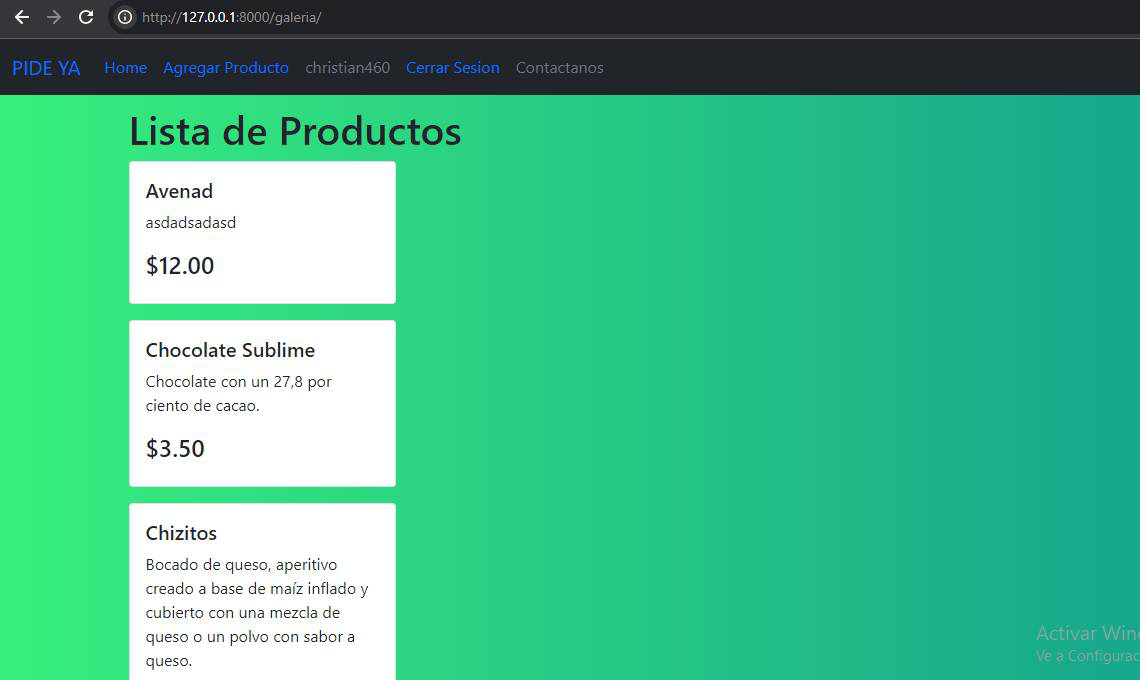 http://127.0.0.1:8000/galeria/
PIDE YA Home Agregar Producto christian460 Cerrar Sesion Contactanos
Lista de Productos
Avenad
asdadsadasd
$12.00
Chocolate Sublime
Chocolate con un 27,8 por
ciento de cacao.
$3.50
Chizitos
Bocado de queso, aperitivo
creado a base de maíz inflado y
cubierto con una mezcla de
queso o un polvo con sabor a
queso.
Activar Win
Ve a Configurac